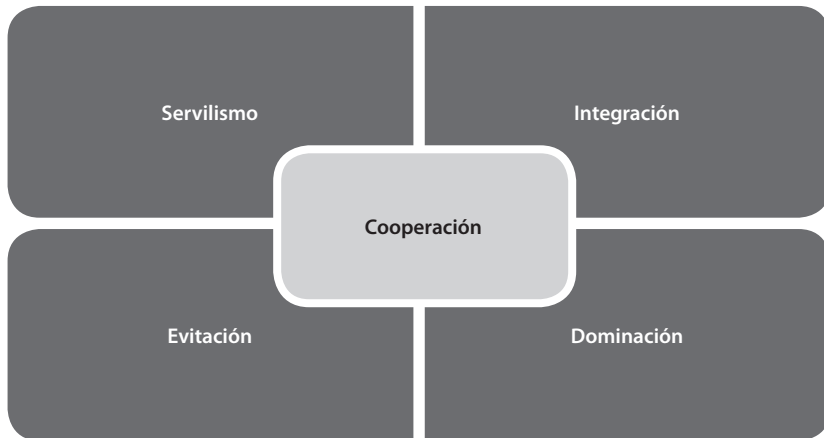 Servilismo
Integración
Cooperación
Evitación
Dominación